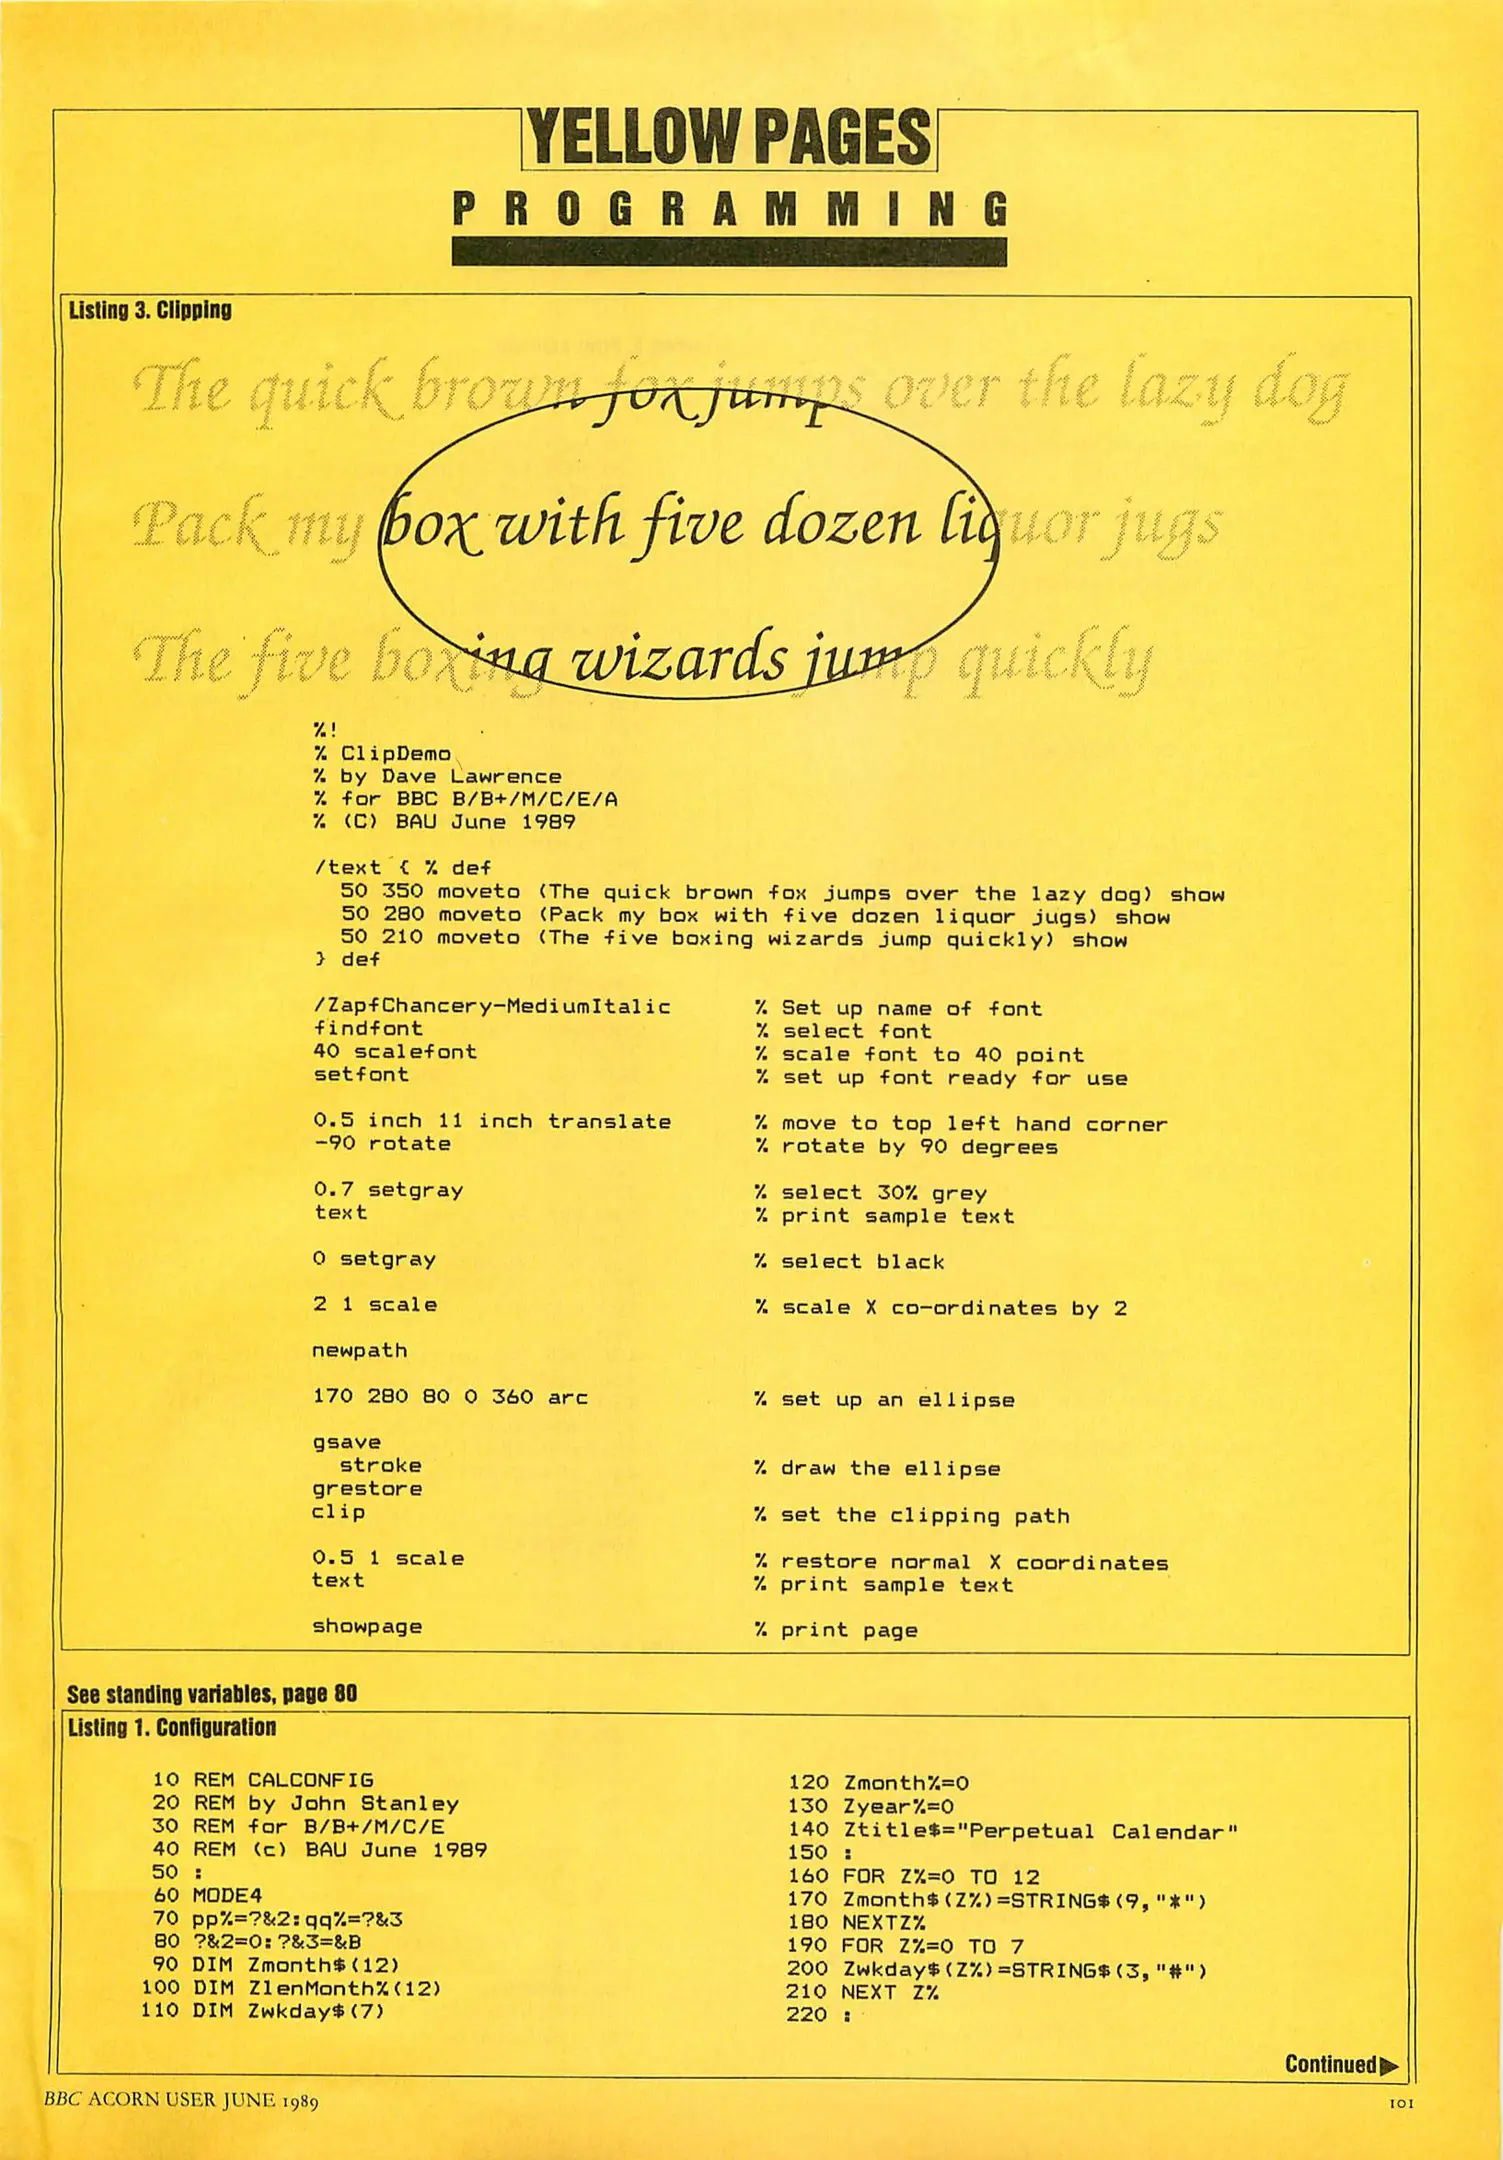 YELLOW PAGES
PROGRAMMING
Listing 3. Clipping
The quick brown fox jumps over the lazy dog
Pack my box with five dozen liquor jugs
The five boxing wizards jump quickly
%!
% ClipDemo
% by Dave Lawrence
% for BBC B/B+/M/C/E/A
% (C) BAU June 1989
/text { % def
50 350 moveto (The quick brown fox jumps over the lazy dog) show
50 280 moveto (Pack my box with five dozen liquor jugs) show
50 210 moveto (The five boxing wizards jump quickly) show
} def
/ZapfChancery-MediumItalic % Set up name of font
findfont % select font
40 scalefont % scale font to 40 point
setfont % set up font ready for use
0.5 inch 11 inch translate % move to top left hand corner
-90 rotate % rotate by 90 degrees
0.7 setgray % select 30% grey
text % print sample text
0 setgray % select black
2 1 scale % scale X co-ordinates by 2
newpath
170 280 80 0 360 arc % set up an ellipse
gsave
stroke % draw the ellipse
grestore
clip % set the clipping path
0.5 1 scale % restore normal X coordinates
text % print sample text
showpage % print page
See standing variables, page 80
Listing 1. Configuration
10 REM CALCONFIG
20 REM by John Stanley
30 REM for B/B+/M/C/E
40 REM (c) BAU June 1989
50 :
60 MODE4
70 pp%=?&2:qq%=?&3
80 ?&2=0:?&3=&B
90 DIM Zmonth$(12)
100 DIM ZlenMonth%(12)
110 DIM Zwkday$(7)
120 Zmonth%=0
130 Zyear%=0
140 Ztitle$="Perpetual Calendar"
150 :
160 FOR Z%=0 TO 12
170 Zmonth$(Z%)=STRING$(9,"*")
180 NEXTZ%
190 FOR Z%=0 TO 7
200 Zwkday$(Z%)=STRING$(3,"#")
210 NEXT Z%
220 :
Continued▶
BBC ACORN USER JUNE 1989
101